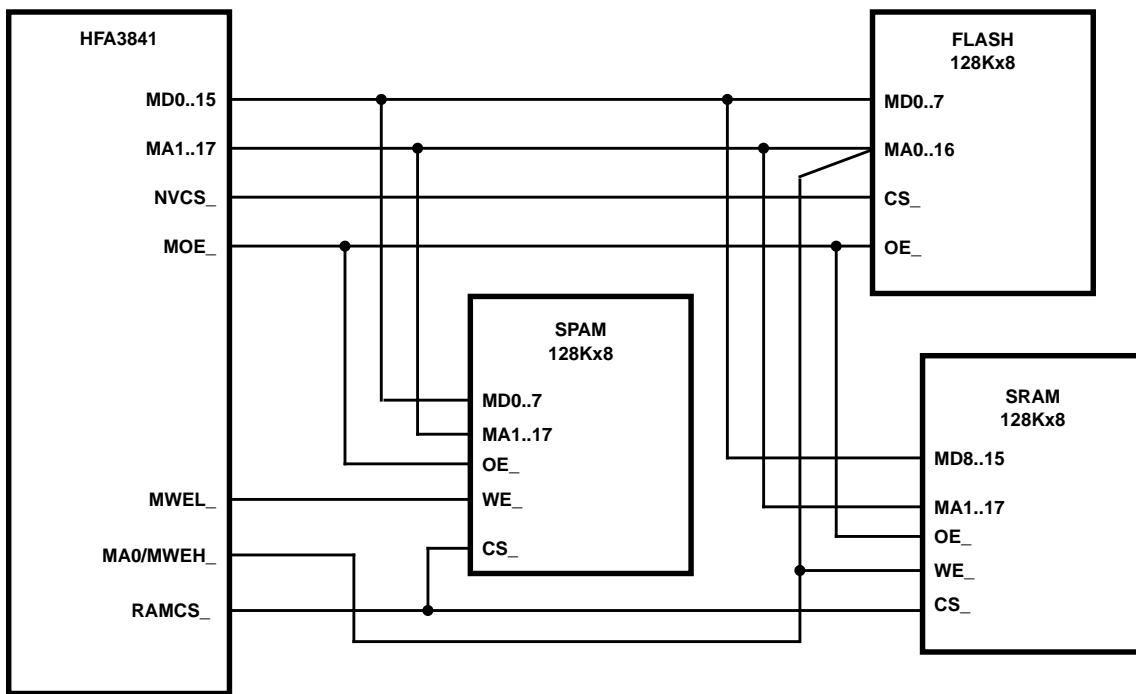 HFA3841
MD0..15
MA1..17
NVCS_
MOE_
MWEL_
MA0/MWEH_
RAMCS_
FLASH
128Kx8
MD0..7
MA0..16
CS_
OE_
SPAM
128Kx8
MD0..7
MA1..17
OE_
WE_
CS_
SRAM
128Kx8
MD8..15
MA1..17
OE_
WE_
CS_